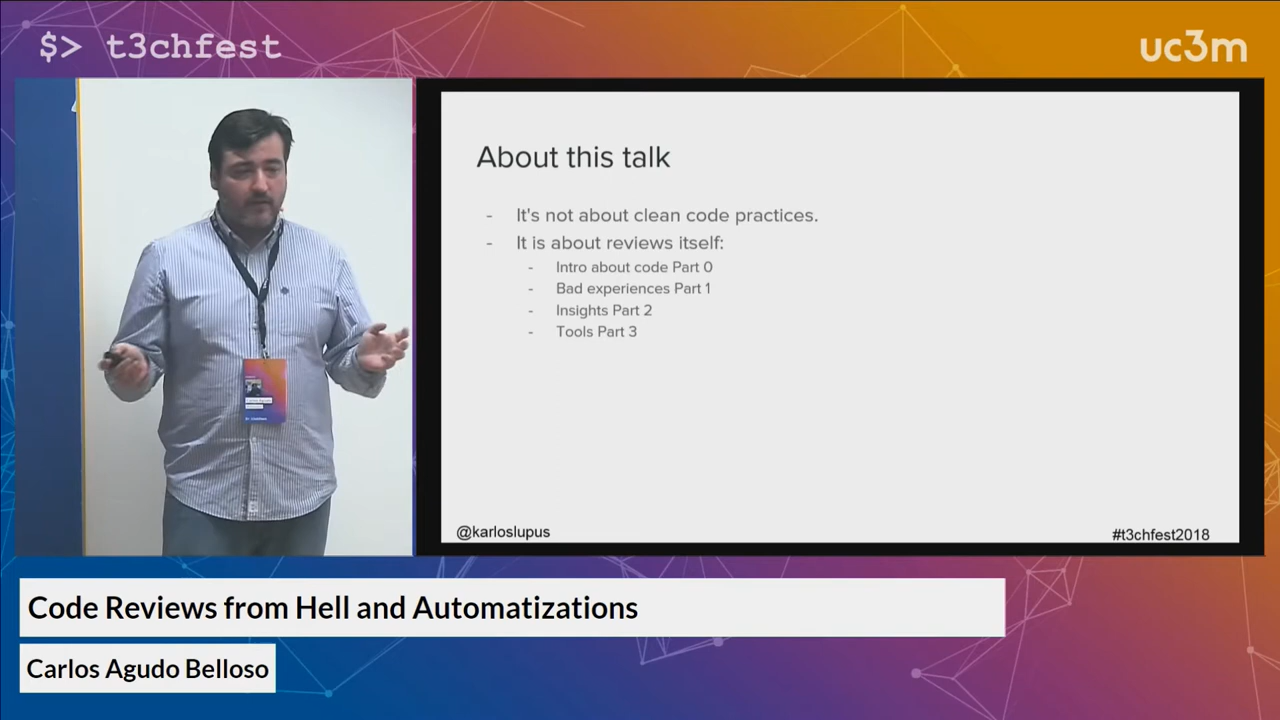 $> t3chfest
uc3m
About this talk
- It's not about clean code practices.
- It is about reviews itself:
- Intro about code Part 0
- Bad experiences Part 1
- Insights Part 2
- Tools Part 3
@karloslupus
#t3chfest2018
Code Reviews from Hell and Automatizations
Carlos Agudo Belloso